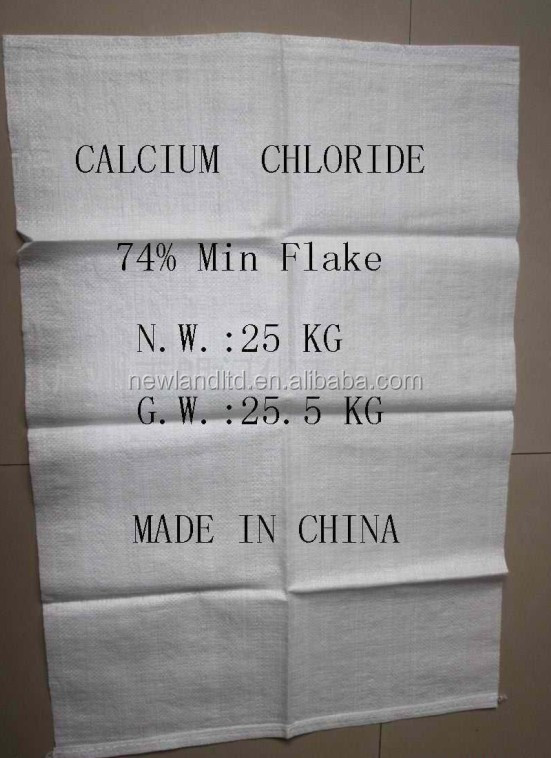 CALCIUM CHLORIDE
74% Min Flake
N.W.:25 KG
newlandltd.en.alibaba.com
G.W.:25.5 KG
MADE IN CHINA